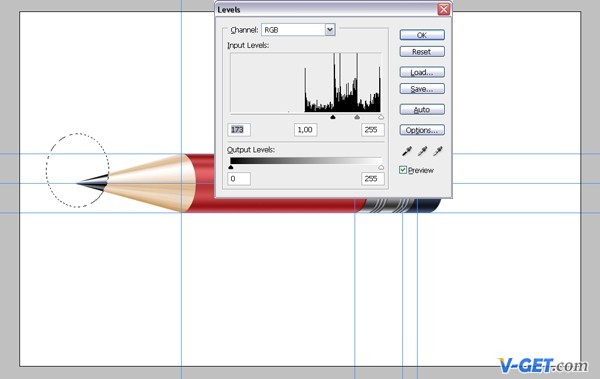 Levels
Channel: RGB
OK
Input Levels:
Reset
Load...
Save...
Auto
173 1,00 255
Options...
Output Levels:
Preview
0 255
V-GET.com